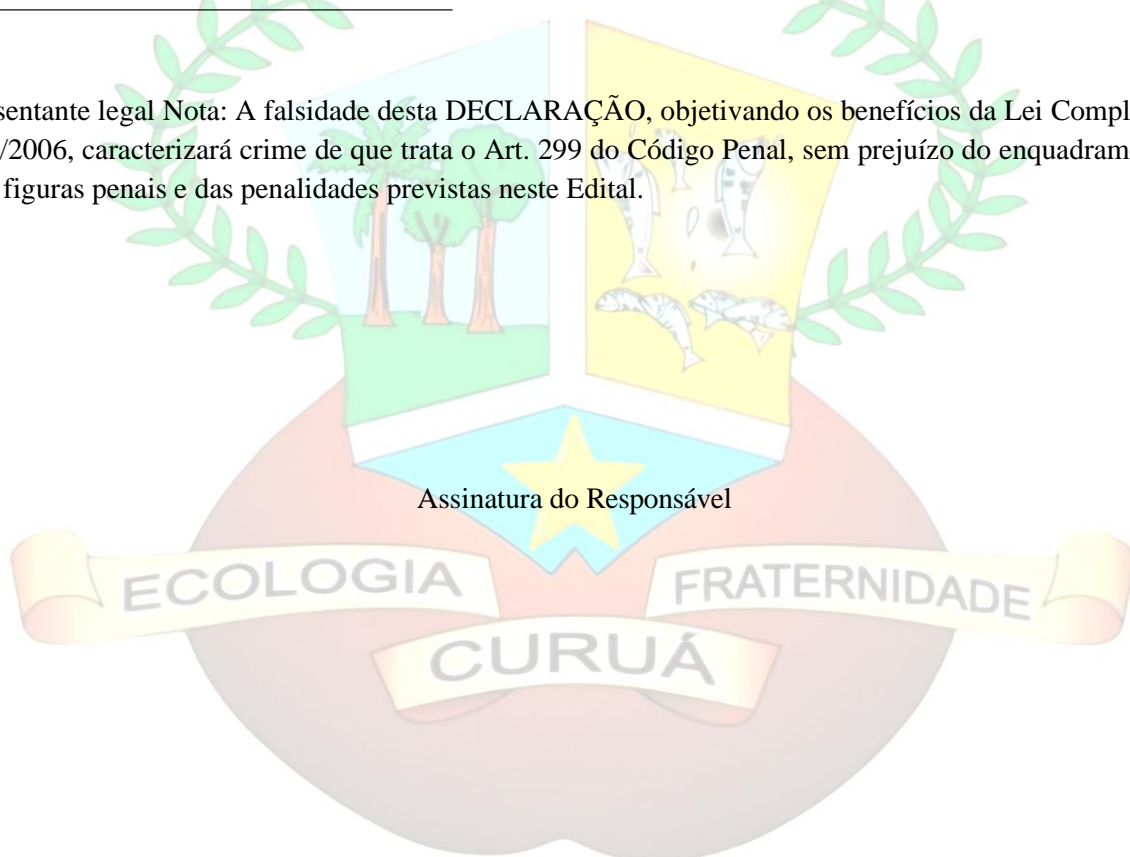 sentante legal Nota: A falsidade desta DECLARAÇÃO, objetivando os benefícios da Lei Compl
/2006, caracterizará crime de que trata o Art. 299 do Código Penal, sem prejuízo do enquadram
figuras penais e das penalidades previstas neste Edital.
Assinatura do Responsável
ECOLOGIA FRATERNIDADE
CURUÁ